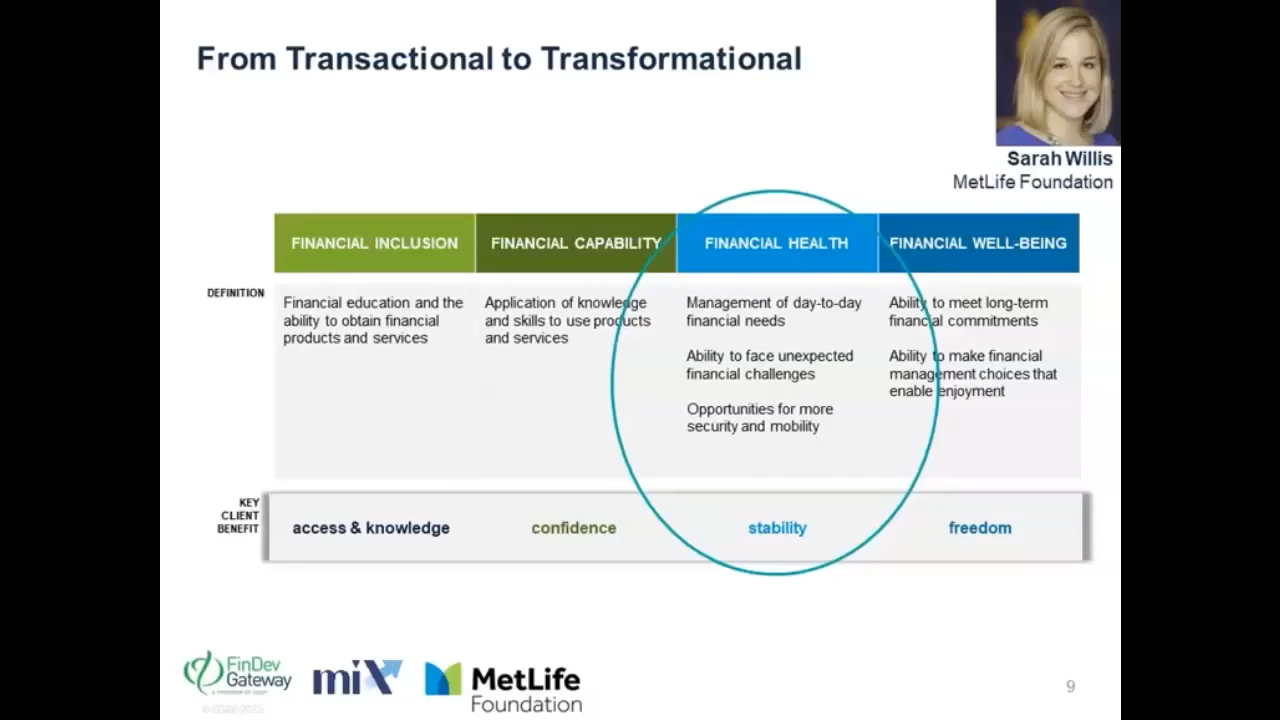 From Transactional to Transformational
Sarah Willis
MetLife Foundation
FINANCIAL INCLUSION
FINANCIAL CAPABILITY
FINANCIAL HEALTH
FINANCIAL WELL-BEING
DEFINITION
Financial education and the
ability to obtain financial
products and services
Application of knowledge
and skills to use products
and services
Management of day-to-day
financial needs
Ability to face unexpected
financial challenges
Opportunities for more
security and mobility
Ability to meet long-term
financial commitments
Ability to make financial
management choices that
enable enjoyment
KEY
CLIENT
BENEFIT
access & knowledge
confidence
stability
freedom
FinDev
Gateway
miX
MetLife
Foundation
9